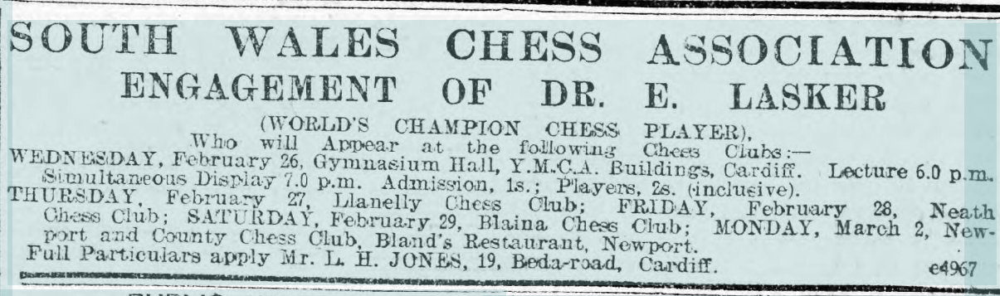 SOUTH WALES CHESS ASSOCIATION
ENGAGEMENT OF DR. E. LASKER
(WORLD'S CHAMPION CHESS PLAYER),
Who will Appear at the following Chess Clubs:—
WEDNESDAY, February 26, Gymnasium Hall, Y.M.C.A. Buildings, Cardiff. Lecture 6.0 p.m.
Simultaneous Display 7.0 p.m. Admission, 1s.; Players, 2s. (inclusive).
THURSDAY, February 27, Llanelly Chess Club; FRIDAY, February 28, Neath
Chess Club; SATURDAY, February 29, Blaina Chess Club; MONDAY, March 2, New-
port and County Chess Club, Bland's Restaurant, Newport.
Full Particulars apply Mr. L. H. JONES, 19, Beda-road, Cardiff. e4967